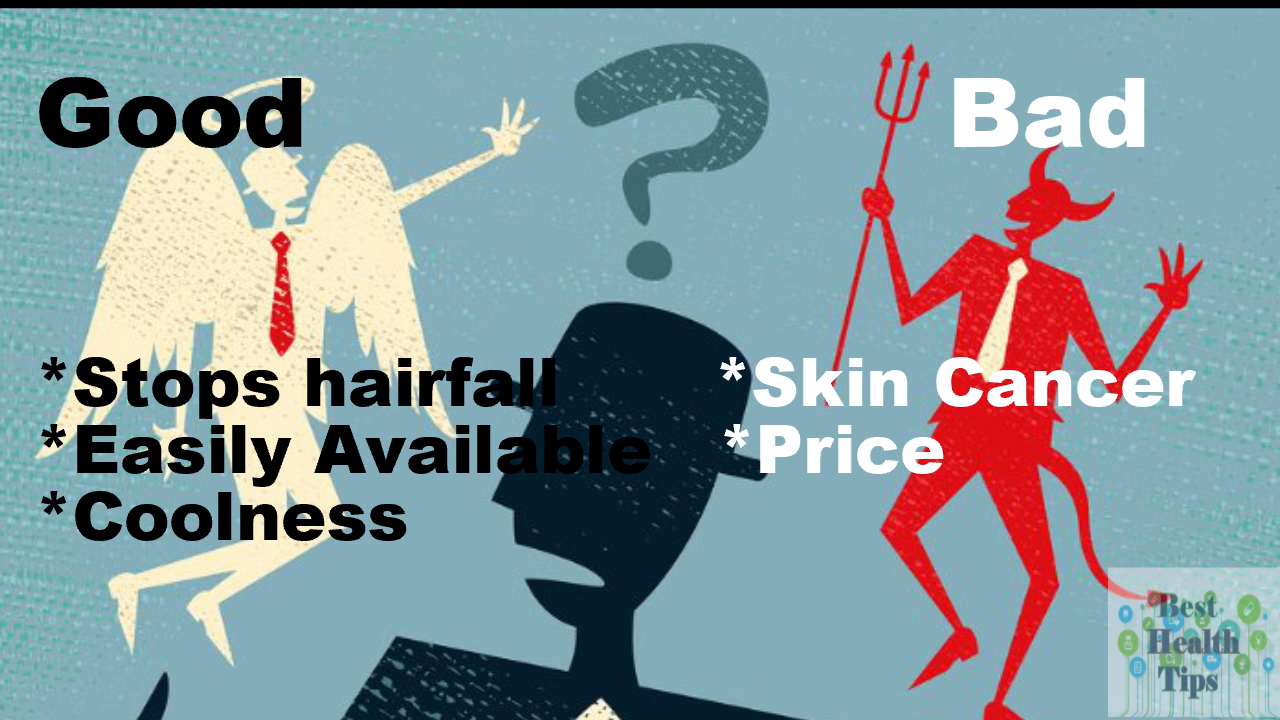 Good
Bad
*Stops hairfall
*Easily Available
*Coolness
*Skin Cancer
*Price
Best
Health
Tips